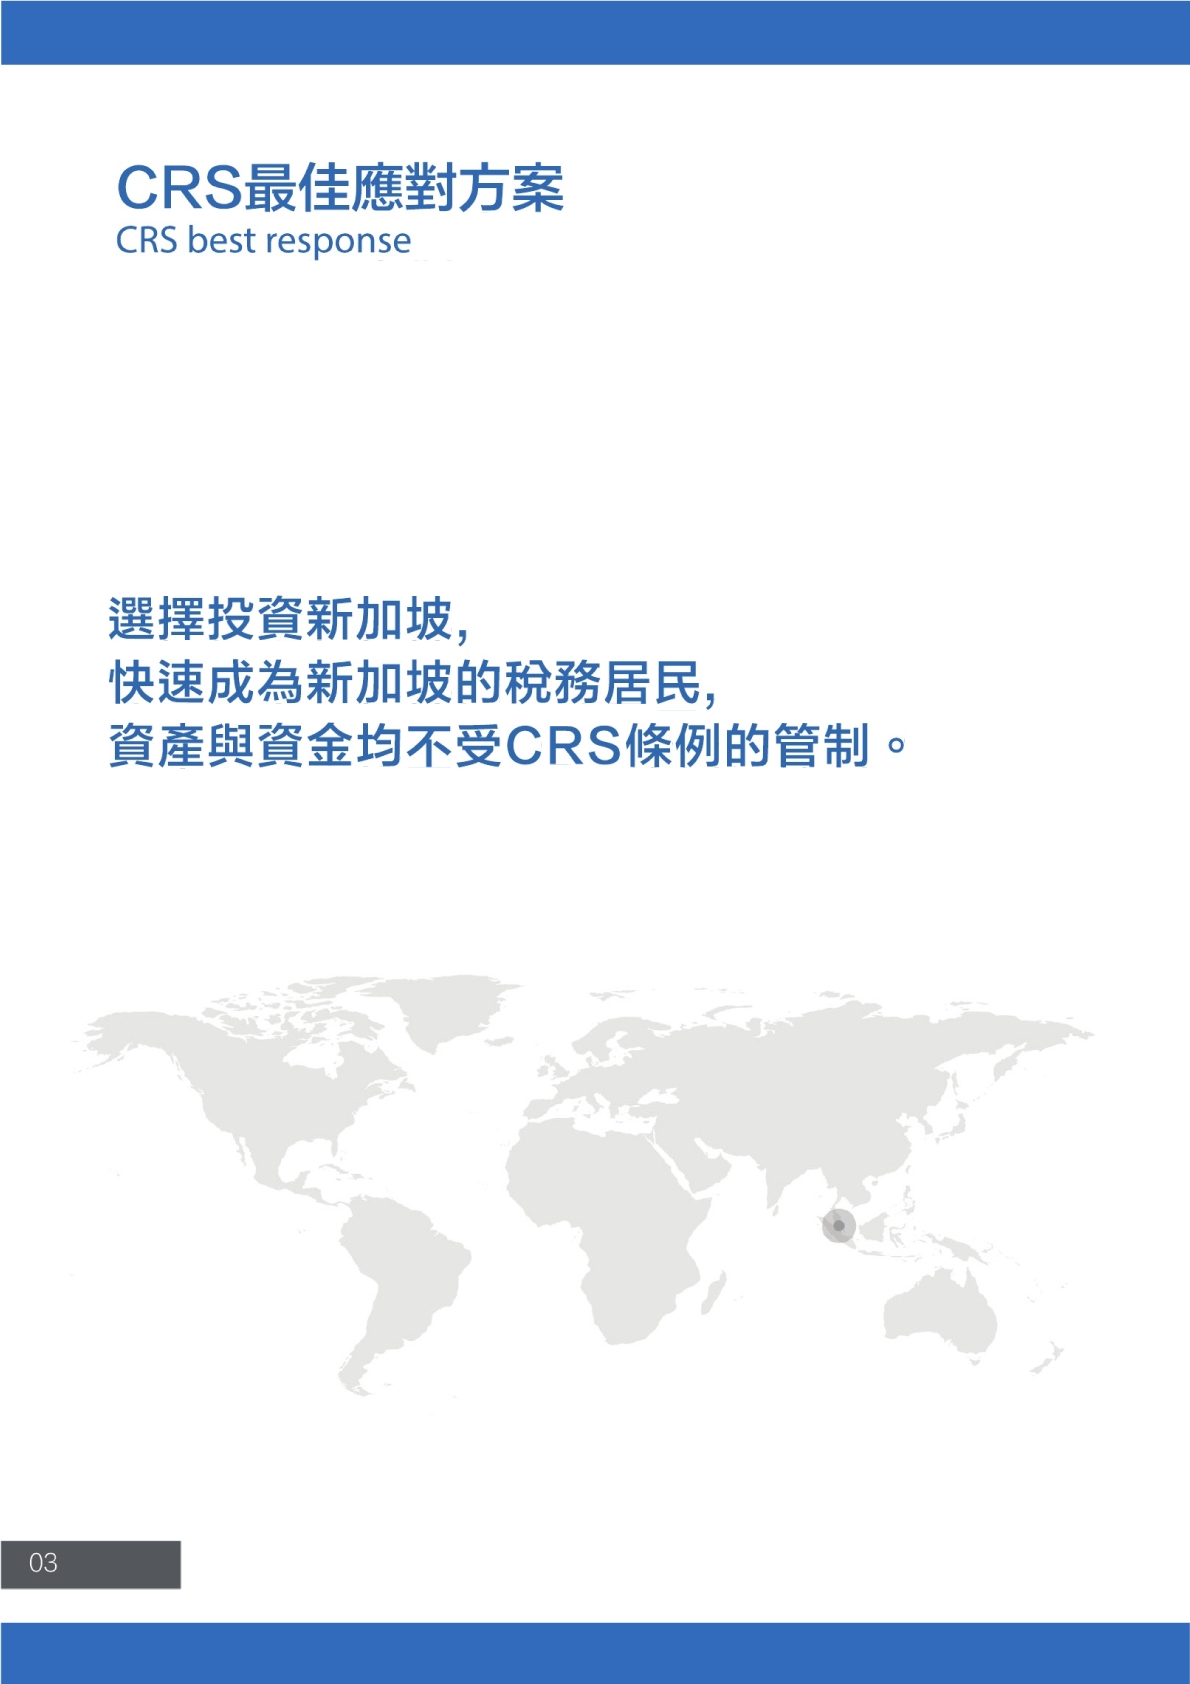 CRS最佳應對方案
CRS best response
選擇投資新加坡,
快速成為新加坡的稅務居民,
資產與資金均不受CRS條例的管制。
03